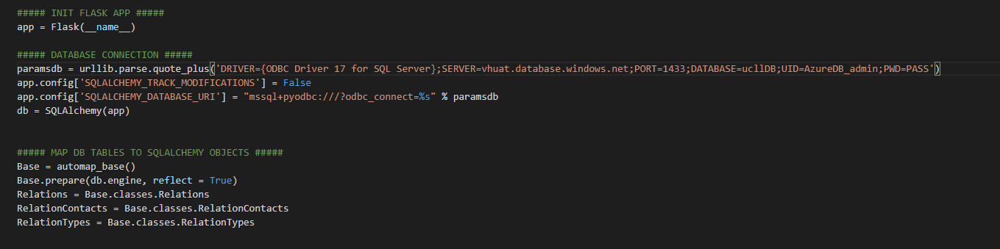 ##### INIT FLASK APP #####
app = Flask(__name__)
##### DATABASE CONNECTION #####
paramsdb = urllib.parse.quote_plus('DRIVER={ODBC Driver 17 for SQL Server};SERVER=vhuat.database.windows.net;PORT=1433;DATABASE=ucllDB;UID=AzureDB_admin;PWD=PASS')
app.config['SQLALCHEMY_TRACK_MODIFICATIONS'] = False
app.config['SQLALCHEMY_DATABASE_URI'] = "mssql+pyodbc:///?odbc_connect=%s" % paramsdb
db = SQLAlchemy(app)
##### MAP DB TABLES TO SQLALCHEMY OBJECTS #####
Base = automap_base()
Base.prepare(db.engine, reflect = True)
Relations = Base.classes.Relations
RelationContacts = Base.classes.RelationContacts
RelationTypes = Base.classes.RelationTypes